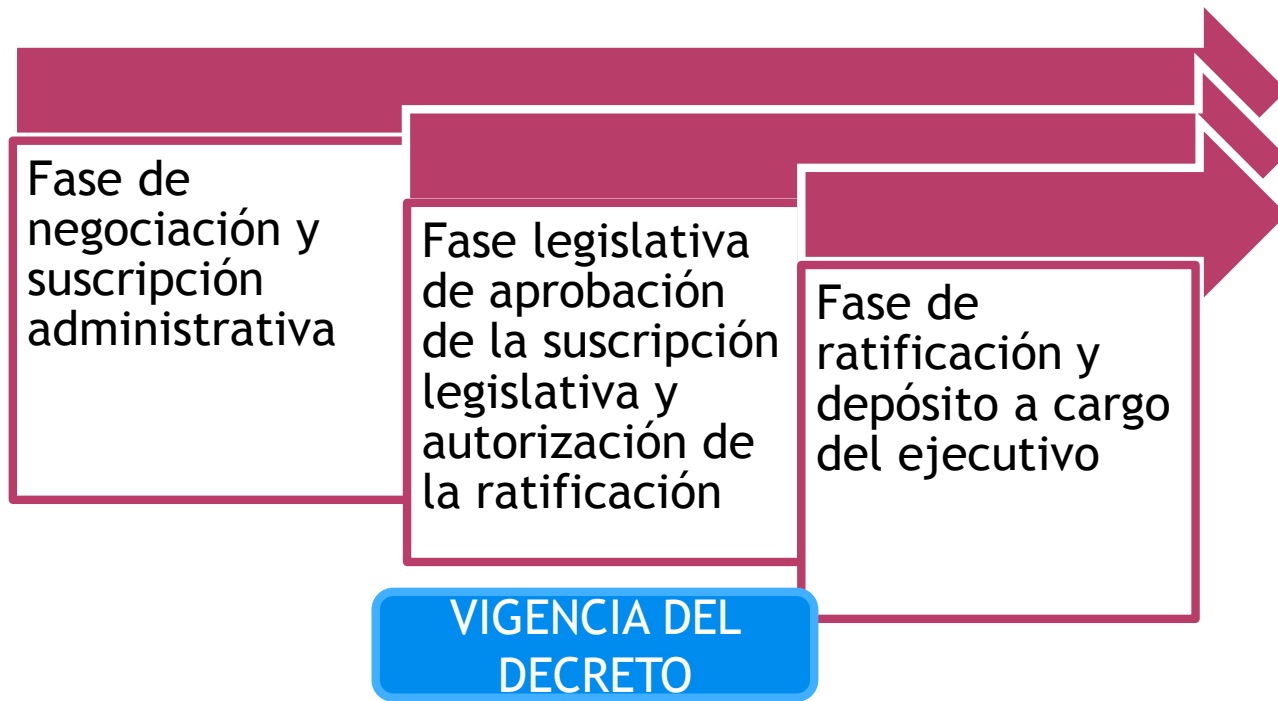 Fase de
negociación y
suscripción
administrativa
Fase legislativa
de aprobación
de la suscripción
legislativa y
autorización de
la ratificación
Fase de
ratificación y
depósito a cargo
del ejecutivo
VIGENCIA DEL
DECRETO